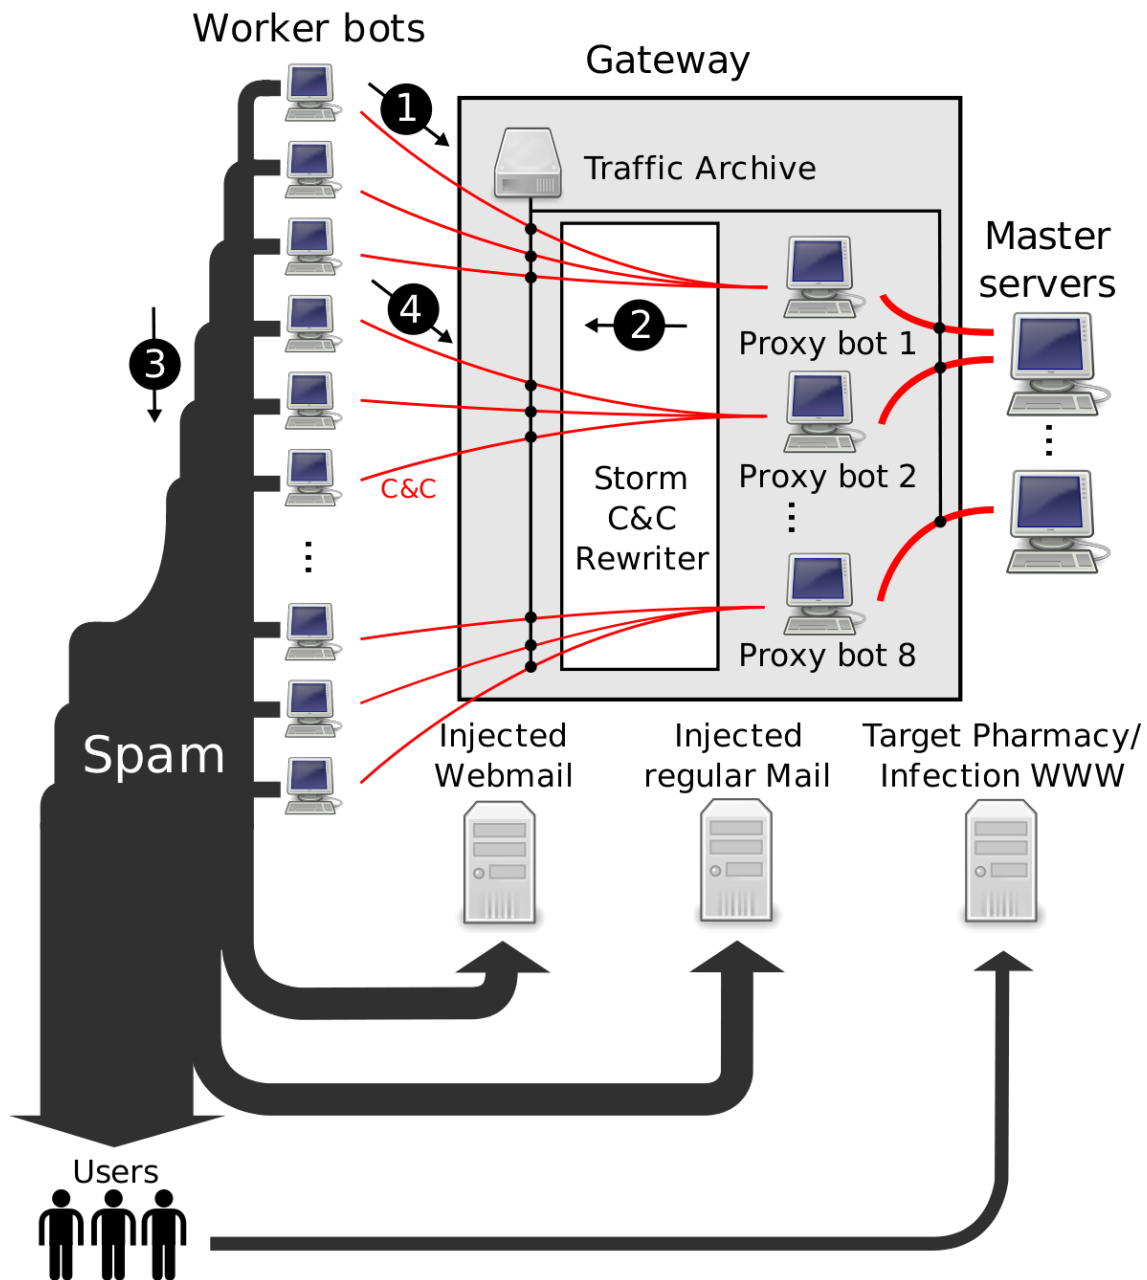 Worker bots
Gateway
1
Traffic Archive
Master
servers
4
2
Proxy bot 1
3
Proxy bot 2
C&C
Storm
C&C
Rewriter
Proxy bot 8
Spam
Injected
Webmail
Injected
regular Mail
Target Pharmacy/
Infection WWW
Users